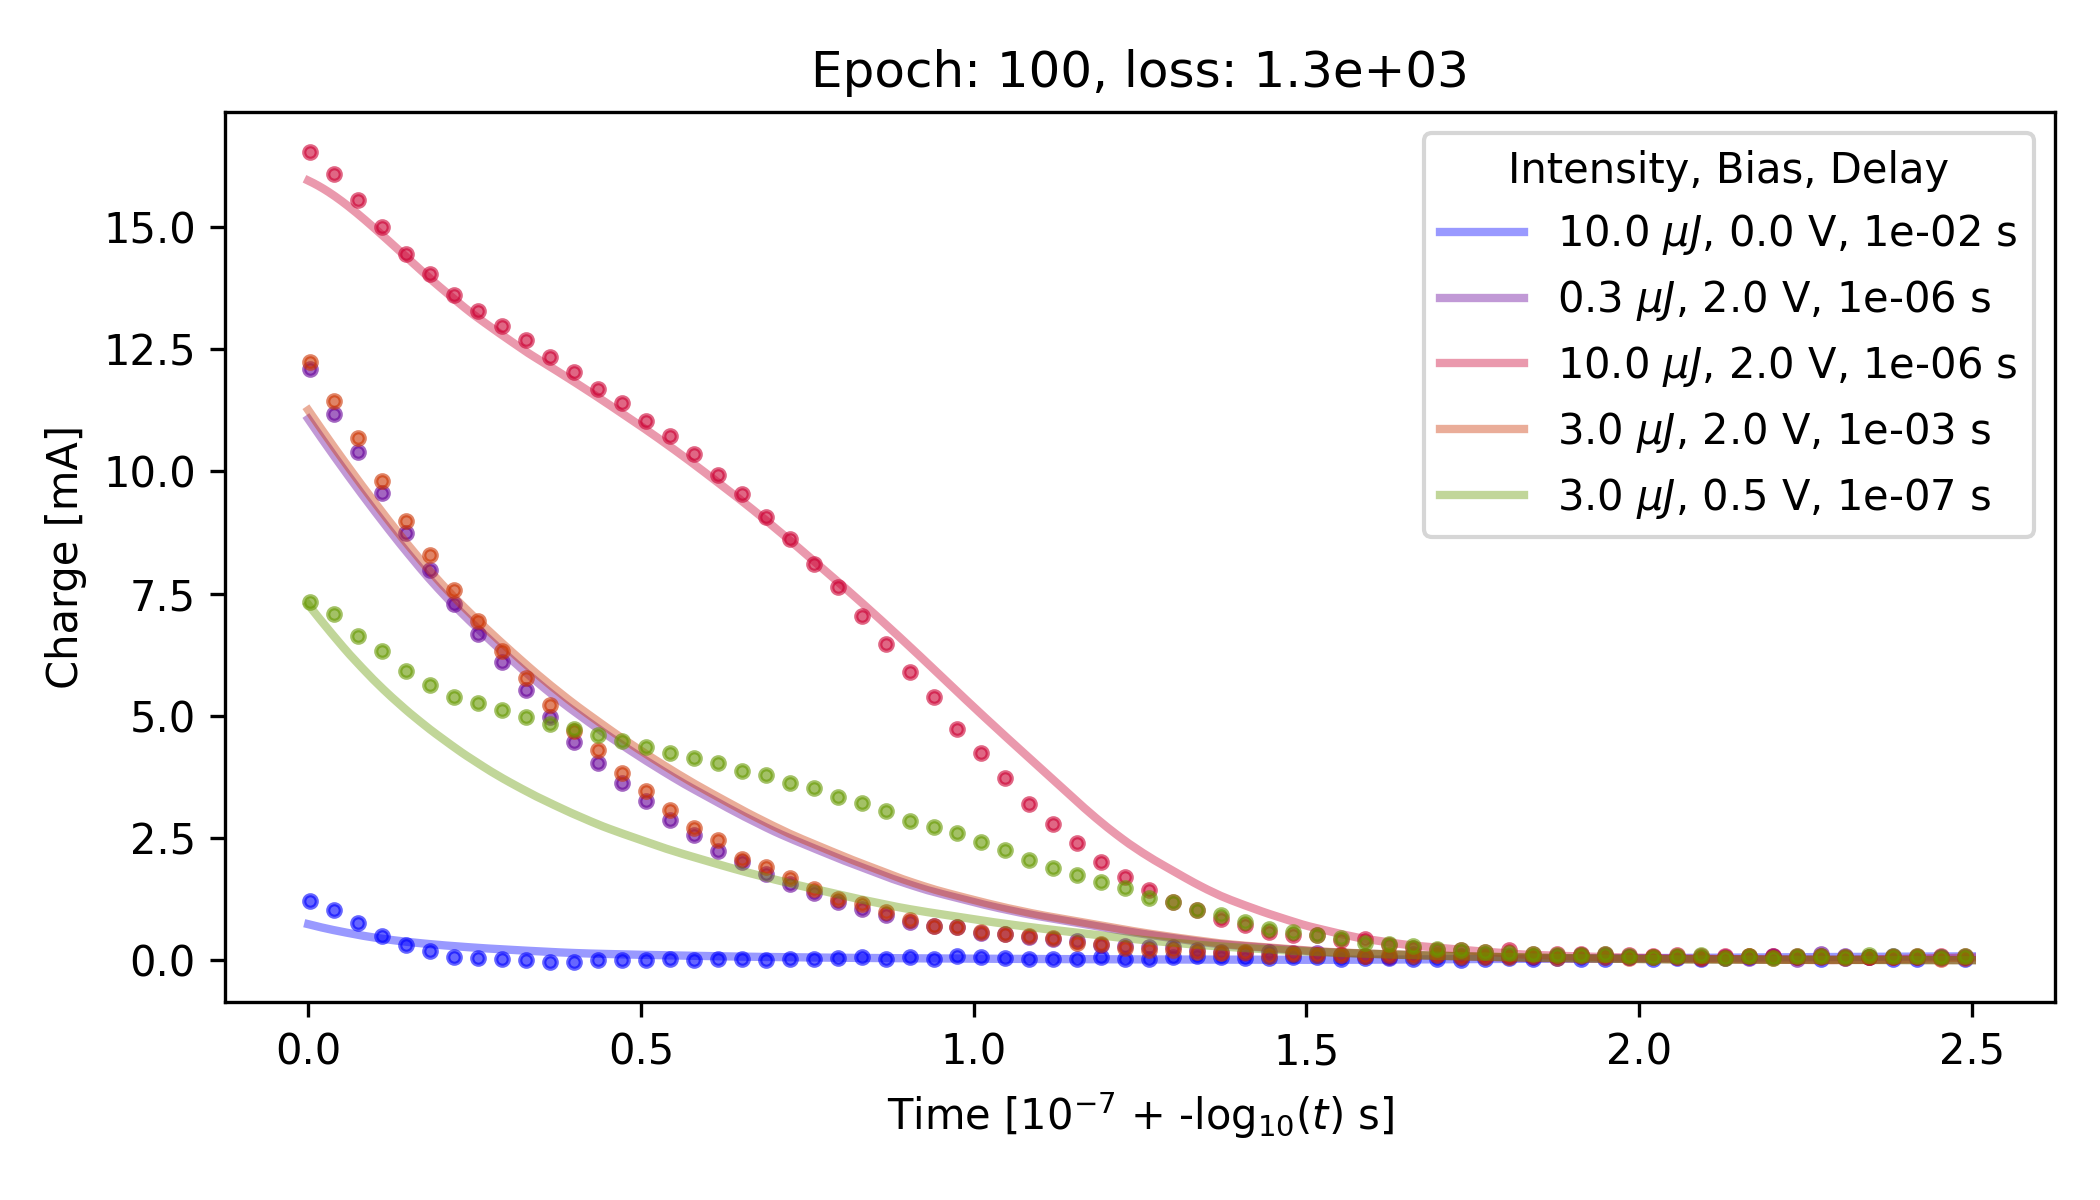 Epoch: 100, loss: 1.3e+03
Intensity, Bias, Delay
10.0 μJ, 0.0 V, 1e-02 s
0.3 μJ, 2.0 V, 1e-06 s
10.0 μJ, 2.0 V, 1e-06 s
3.0 μJ, 2.0 V, 1e-03 s
3.0 μJ, 0.5 V, 1e-07 s
Charge [mA]
15.0
12.5
10.0
7.5
5.0
2.5
0.0
0.0 0.5 1.0 1.5 2.0 2.5
Time [10⁻⁷ + -log₁₀(t) s]